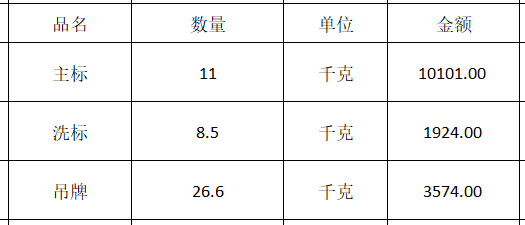 品名 数量 单位 金额
主标 11 千克 10101.00
洗标 8.5 千克 1924.00
吊牌 26.6 千克 3574.00